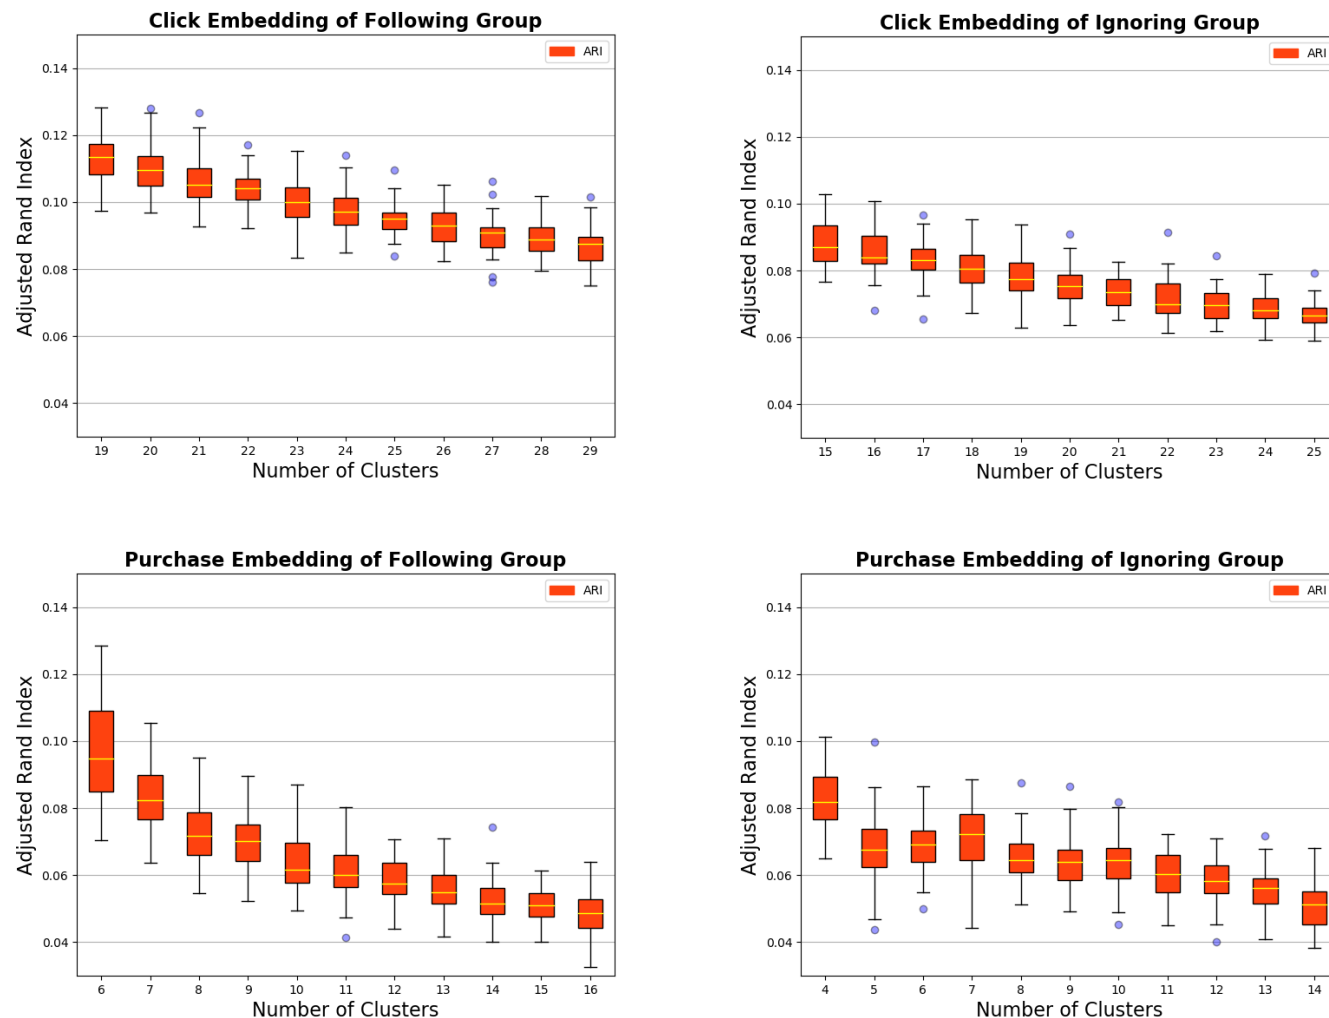 Click Embedding of Following Group
ARI
0.14
0.12
0.10
0.08
0.06
0.04
Adjusted Rand Index
19 20 21 22 23 24 25 26 27 28 29
Number of Clusters
Click Embedding of Ignoring Group
ARI
0.14
0.12
0.10
0.08
0.06
0.04
Adjusted Rand Index
15 16 17 18 19 20 21 22 23 24 25
Number of Clusters
Purchase Embedding of Following Group
ARI
0.14
0.12
0.10
0.08
0.06
0.04
Adjusted Rand Index
6 7 8 9 10 11 12 13 14 15 16
Number of Clusters
Purchase Embedding of Ignoring Group
ARI
0.14
0.12
0.10
0.08
0.06
0.04
Adjusted Rand Index
4 5 6 7 8 9 10 11 12 13 14
Number of Clusters